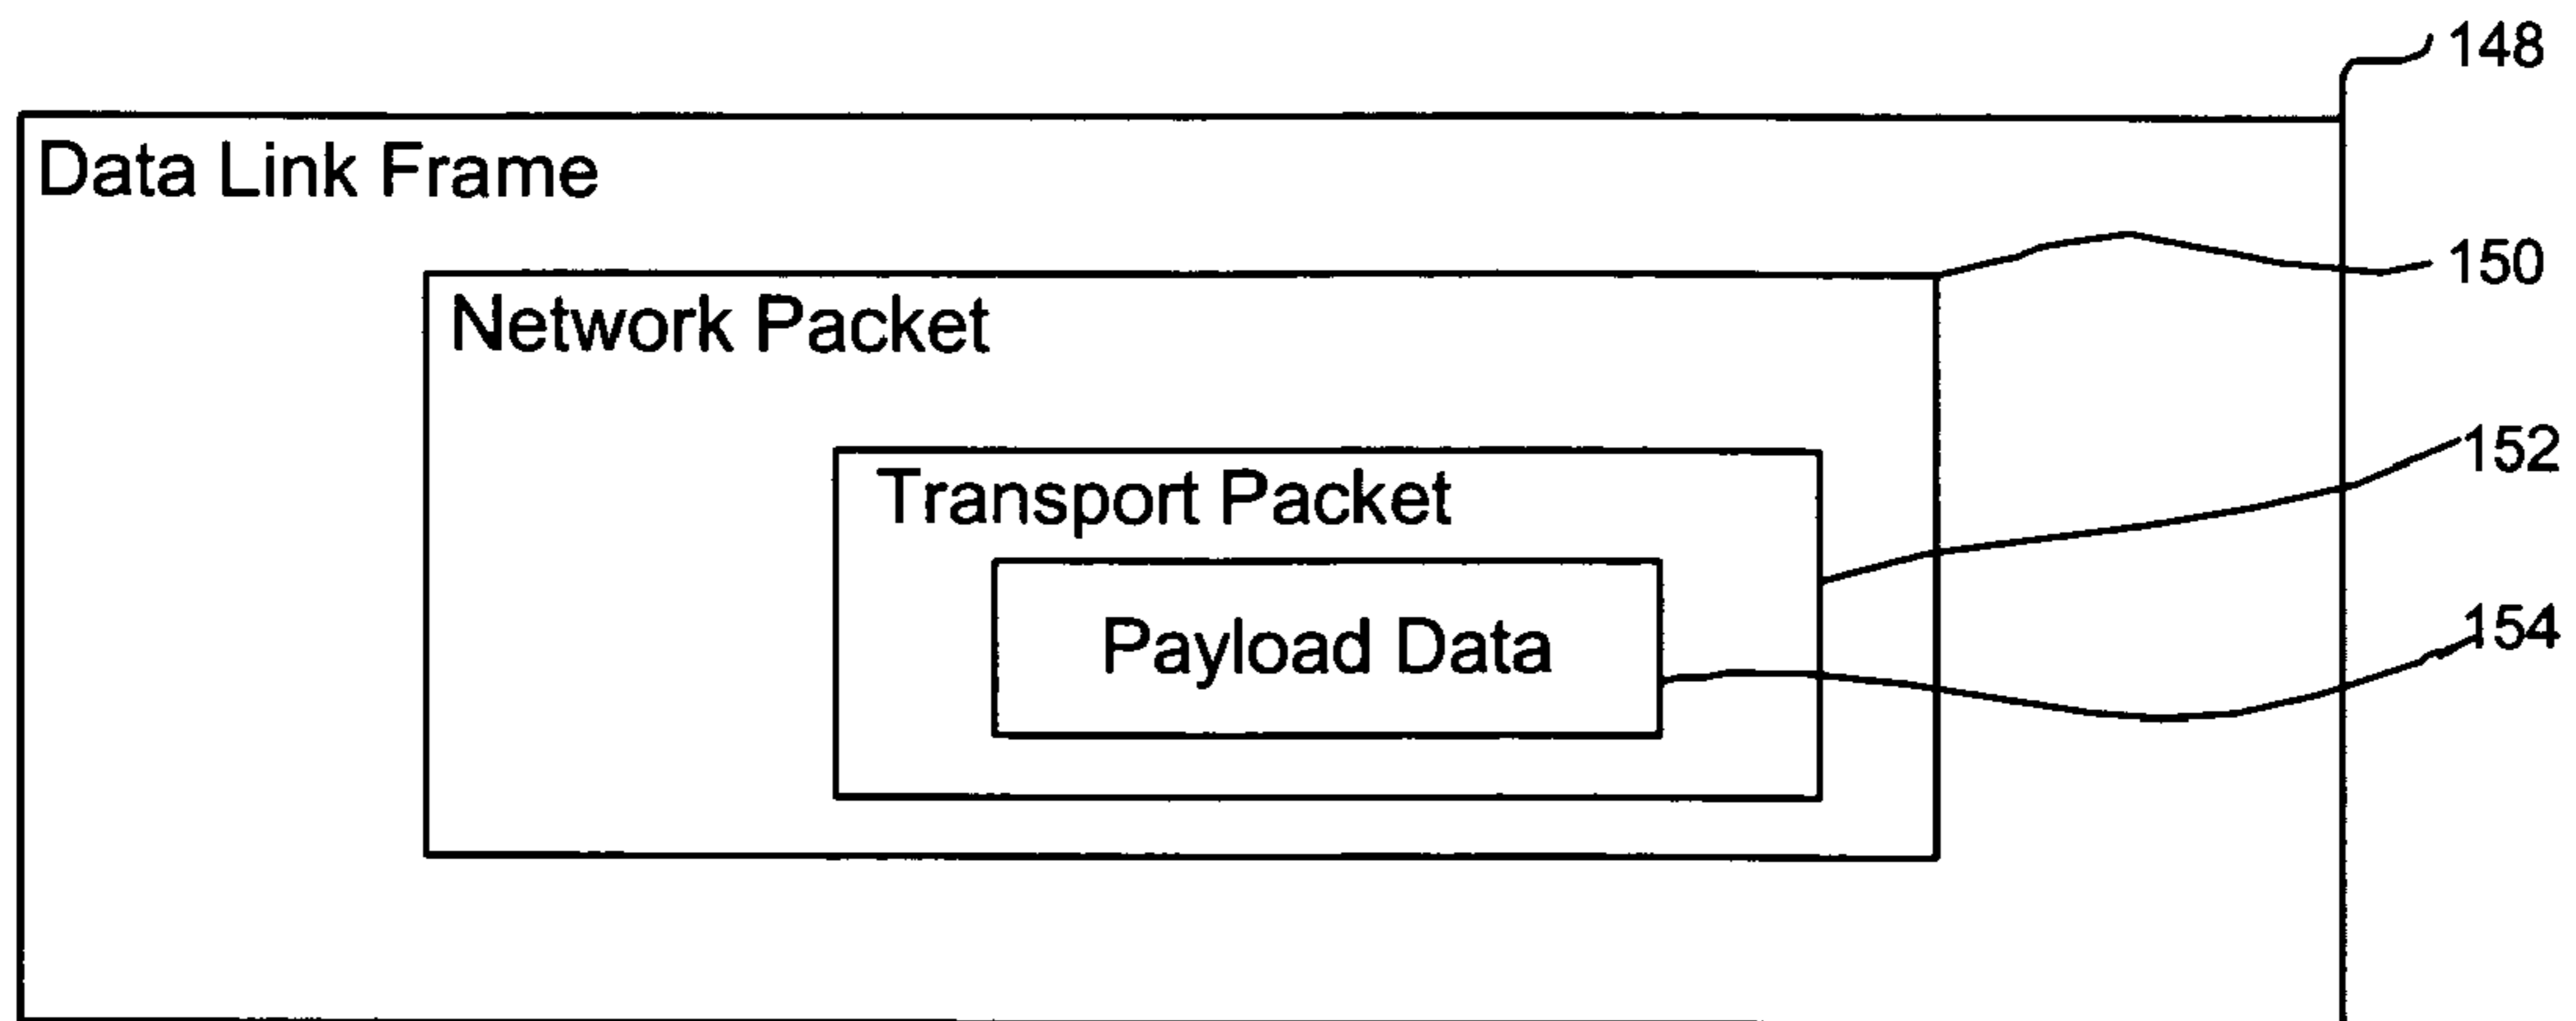 148
Data Link Frame
150
Network Packet
152
Transport Packet
154
Payload Data